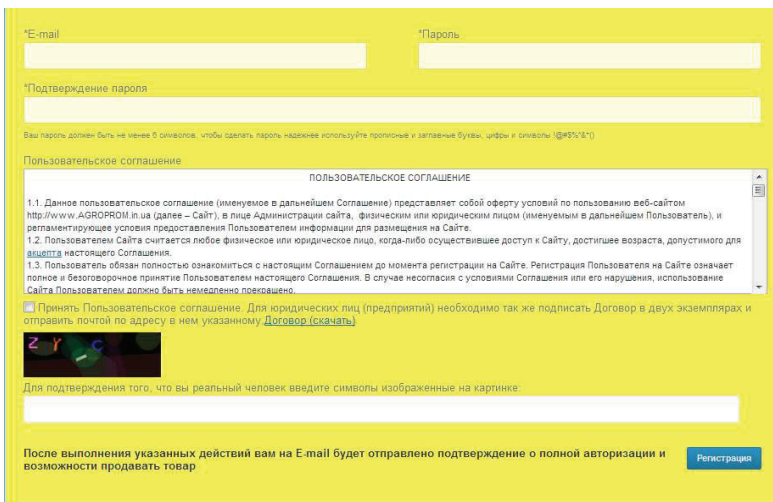 *E-mail *Пароль
*Подтверждение пароля
Ваш пароль должен быть не менее 6 символов, чтобы сделать пароль надежнее используйте прописные и заглавные буквы, цифры и символы !@#$%^&*()
Пользовательское соглашение
ПОЛЬЗОВАТЕЛЬСКОЕ СОГЛАШЕНИЕ
1.1. Данное пользовательское соглашение (именуемое в дальнейшем Соглашение) представляет собой оферту условий по пользованию веб-сайтом
http://www.AGROPROM.in.ua (далее – Сайт), в лице Администрации сайта, физическим или юридическим лицом (именуемым в дальнейшем Пользователь), и
регламентирующее условия предоставления Пользователем информации для размещения на Сайте.
1.2. Пользователем Сайта считается любое физическое или юридическое лицо, когда-либо осуществившее доступ к Сайту, достигшее возраста, допустимого для
акцепта настоящего Соглашения.
1.3. Пользователь обязан полностью ознакомиться с настоящим Соглашением до момента регистрации на Сайте. Регистрация Пользователя на Сайте означает
полное и безоговорочное принятие Пользователем настоящего Соглашения. В случае несогласия с условиями Соглашения или его нарушения, использование
Сайта Пользователем должно быть немедленно прекращено.
Принять Пользовательское соглашение. Для юридических лиц (предприятий) необходимо так же подписать Договор в двух экземплярах и
отправить почтой по адресу в нем указанному.Договор (скачать)
Для подтверждения того, что вы реальный человек введите символы изображенные на картинке:
После выполнения указанных действий вам на E-mail будет отправлено подтверждение о полной авторизации и
возможности продавать товар
Регистрация